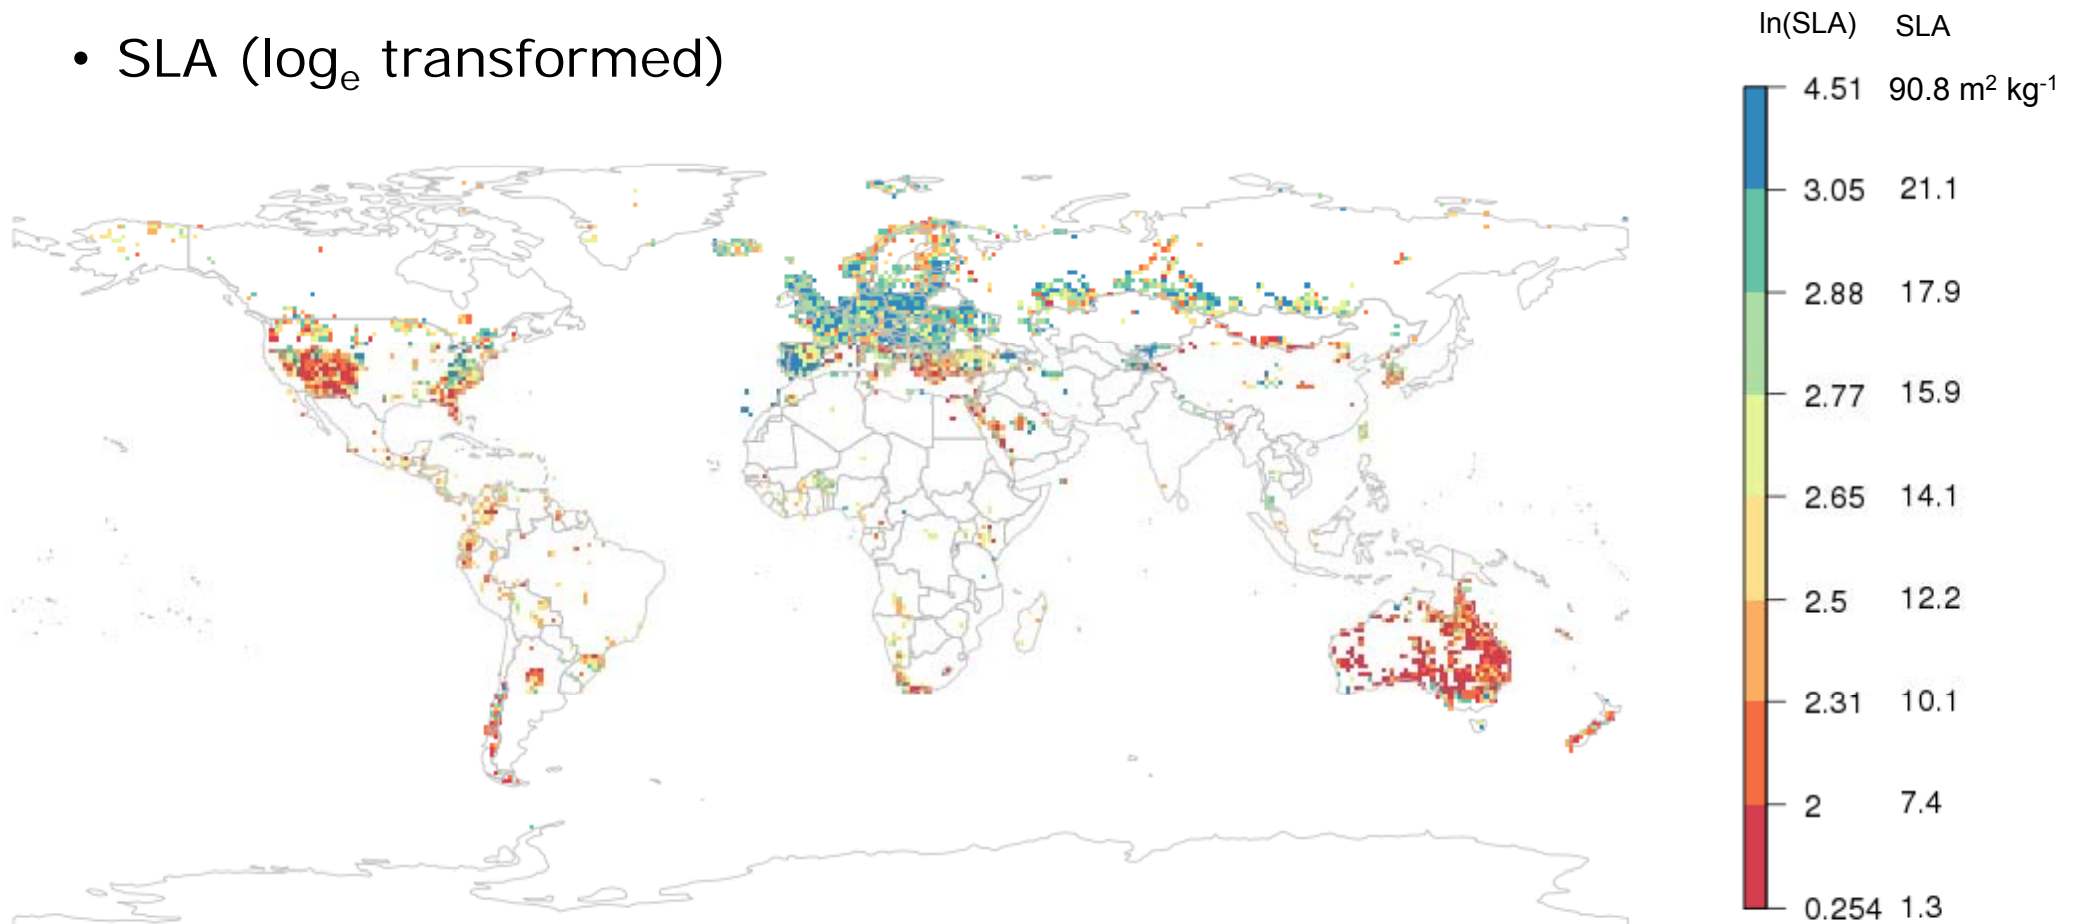 • SLA (logₑ transformed)
ln(SLA) SLA
4.51 90.8 m² kg⁻¹
3.05 21.1
2.88 17.9
2.77 15.9
2.65 14.1
2.5 12.2
2.31 10.1
2 7.4
0.254 1.3